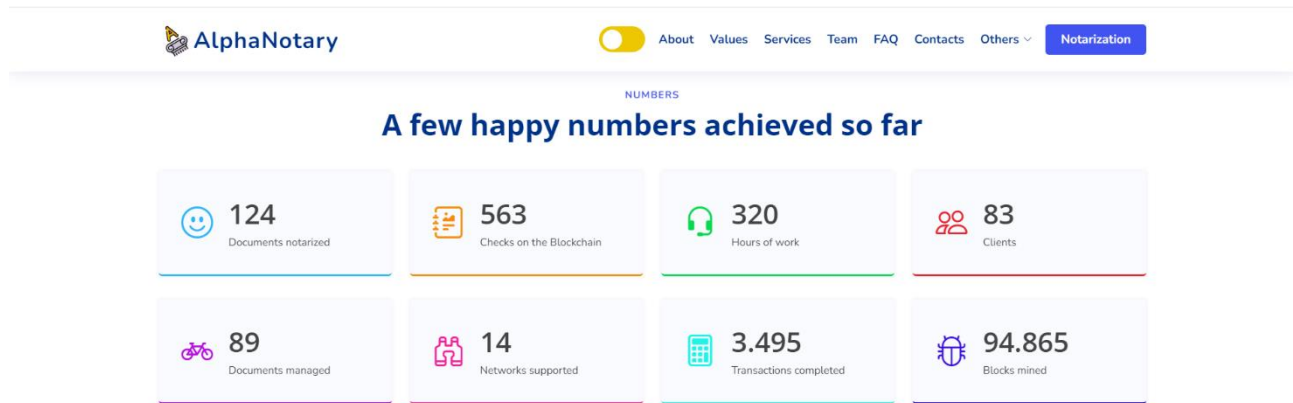 AlphaNotary
About Values Services Team FAQ Contacts Others Notarization
NUMBERS
A few happy numbers achieved so far
124
Documents notarized
563
Checks on the Blockchain
320
Hours of work
83
Clients
89
Documents managed
14
Networks supported
3.495
Transactions completed
94.865
Blocks mined